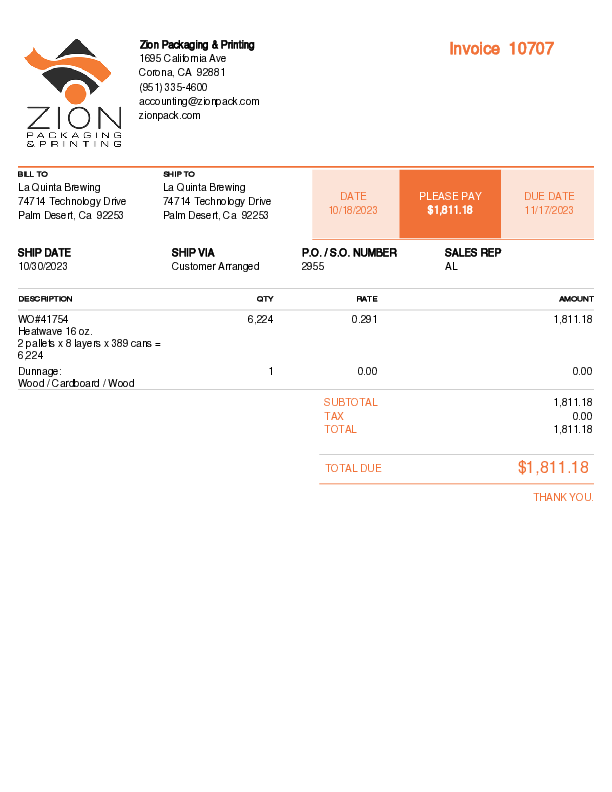 ZION
PACKAGING
& PRINTING
Zion Packaging & Printing
1695 California Ave
Corona, CA 92881
(951) 335-4600
accounting@zionpack.com
zionpack.com
Invoice 10707
BILL TO
La Quinta Brewing
74714 Technology Drive
Palm Desert, Ca 92253
SHIP TO
La Quinta Brewing
74714 Technology Drive
Palm Desert, Ca 92253
DATE
10/18/2023
PLEASE PAY
$1,811.18
DUE DATE
11/17/2023
SHIP DATE
10/30/2023
SHIP VIA
Customer Arranged
P.O. / S.O. NUMBER
2955
SALES REP
AL
DESCRIPTION QTY RATE AMOUNT
WO#41754 6,224 0.291 1,811.18
Heatwave 16 oz.
2 pallets x 8 layers x 389 cans =
6,224
Dunnage: 1 0.00 0.00
Wood / Cardboard / Wood
SUBTOTAL 1,811.18
TAX 0.00
TOTAL 1,811.18
TOTAL DUE $1,811.18
THANK YOU.